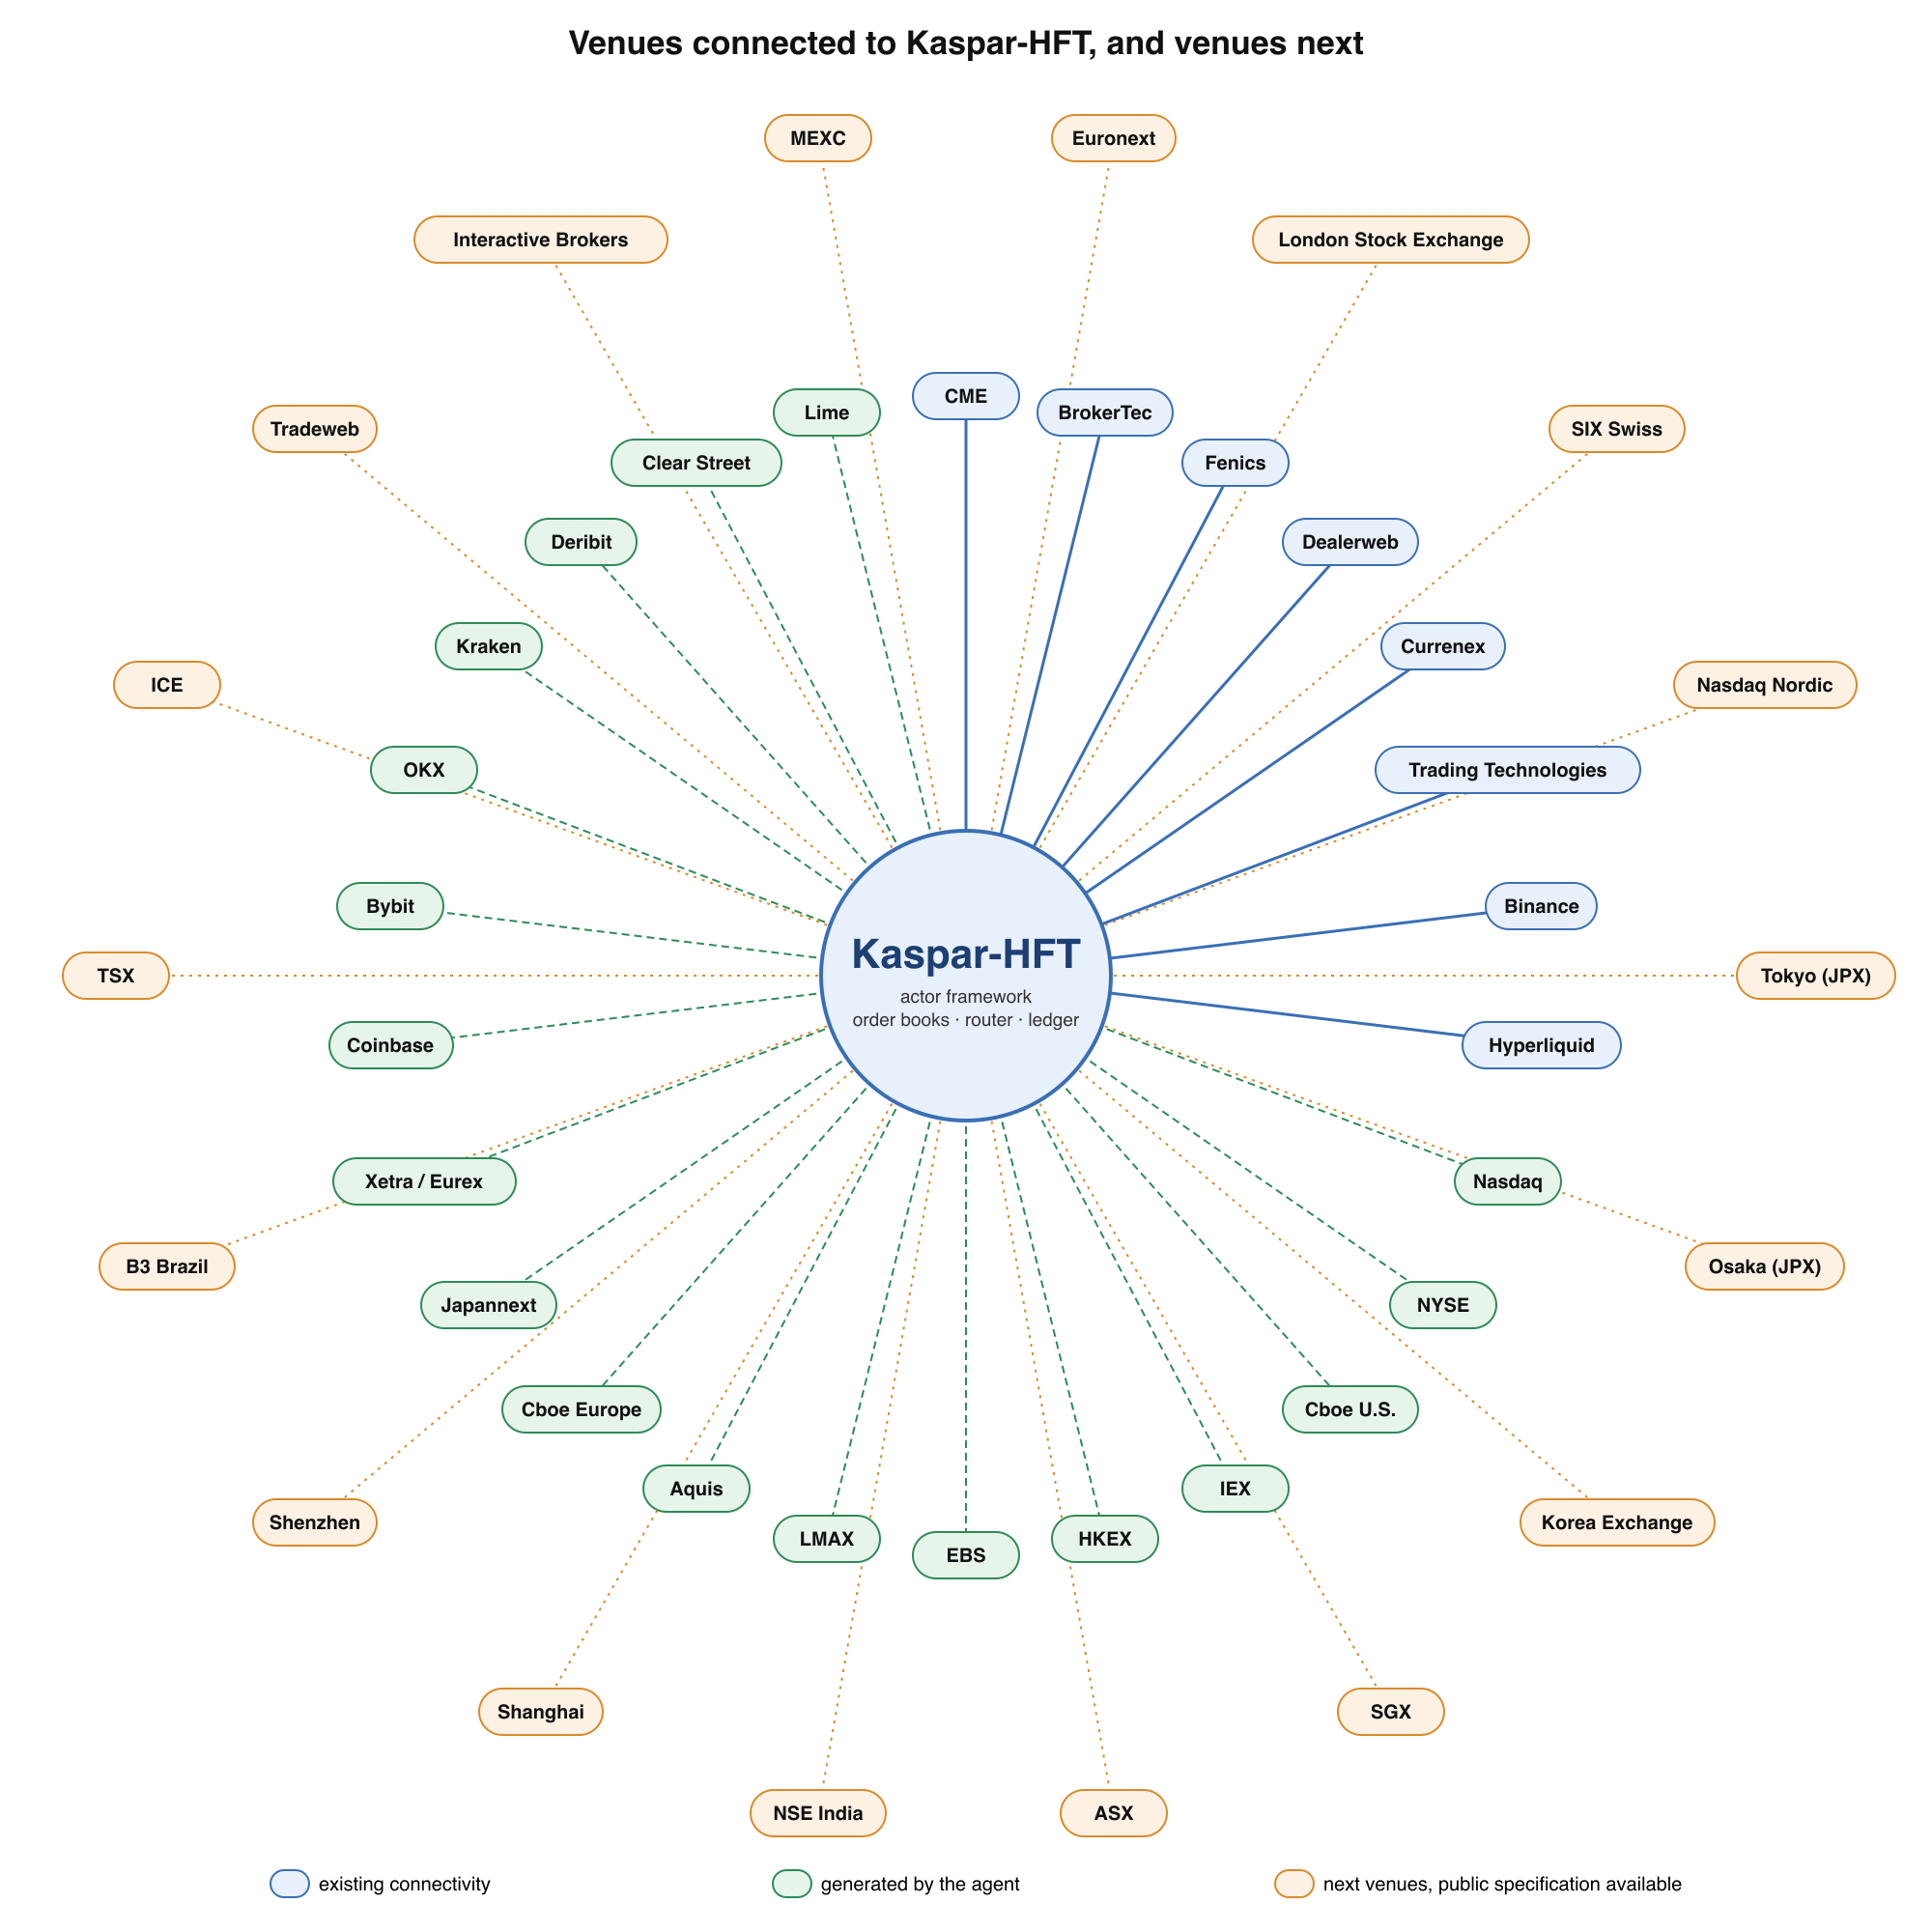 Venues connected to Kaspar-HFT, and venues next
MEXC
Euronext
Interactive Brokers
London Stock Exchange
CME
Lime
BrokerTec
Tradeweb
SIX Swiss
Clear Street
Fenics
Deribit
Dealerweb
Kraken
Currenex
ICE
Nasdaq Nordic
OKX
Trading Technologies
Bybit
Binance
Kaspar-HFT
TSX
Tokyo (JPX)
actor framework
order books · router · ledger
Coinbase
Hyperliquid
Xetra / Eurex
Nasdaq
B3 Brazil
Osaka (JPX)
Japannext
NYSE
Cboe Europe
Cboe U.S.
Aquis
IEX
Shenzhen
Korea Exchange
LMAX
HKEX
EBS
Shanghai
SGX
NSE India
ASX
existing connectivity
generated by the agent
next venues, public specification available